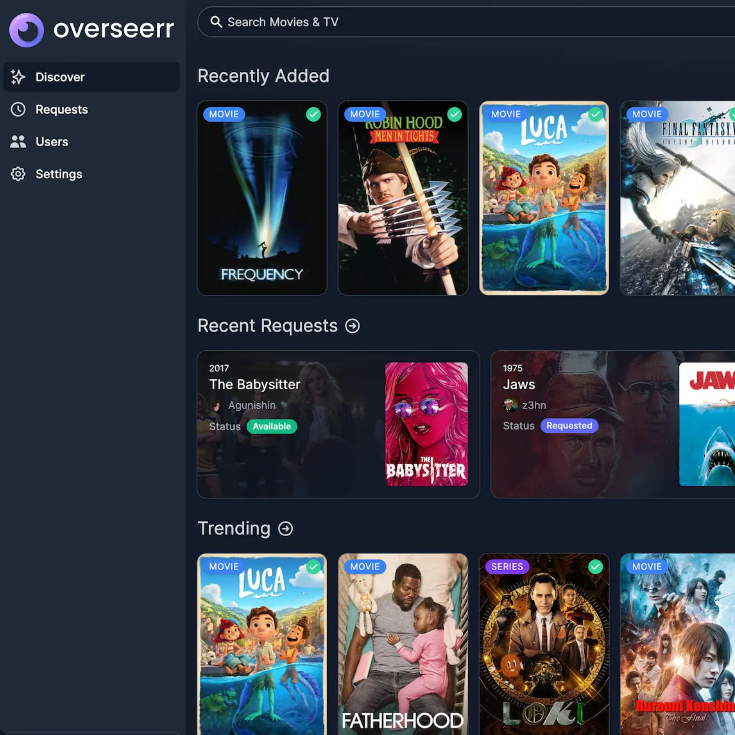 overseerr
Search Movies & TV
Discover
Requests
Users
Settings
Recently Added
MOVIE
FREQUENCY
MOVIE
ROBIN HOOD
MEN IN TIGHTS
MOVIE
LUCA
MOVIE
FINAL FANTASY
Recent Requests
2017
The Babysitter
Agunishin
Status Available
THE
BABYSITTER
1975
Jaws
z3hn
Status Requested
JAW
Trending
MOVIE
LUCA
MOVIE
FATHERHOOD
SERIES
LOKI
MOVIE
Rurouni Kenshin
The Final